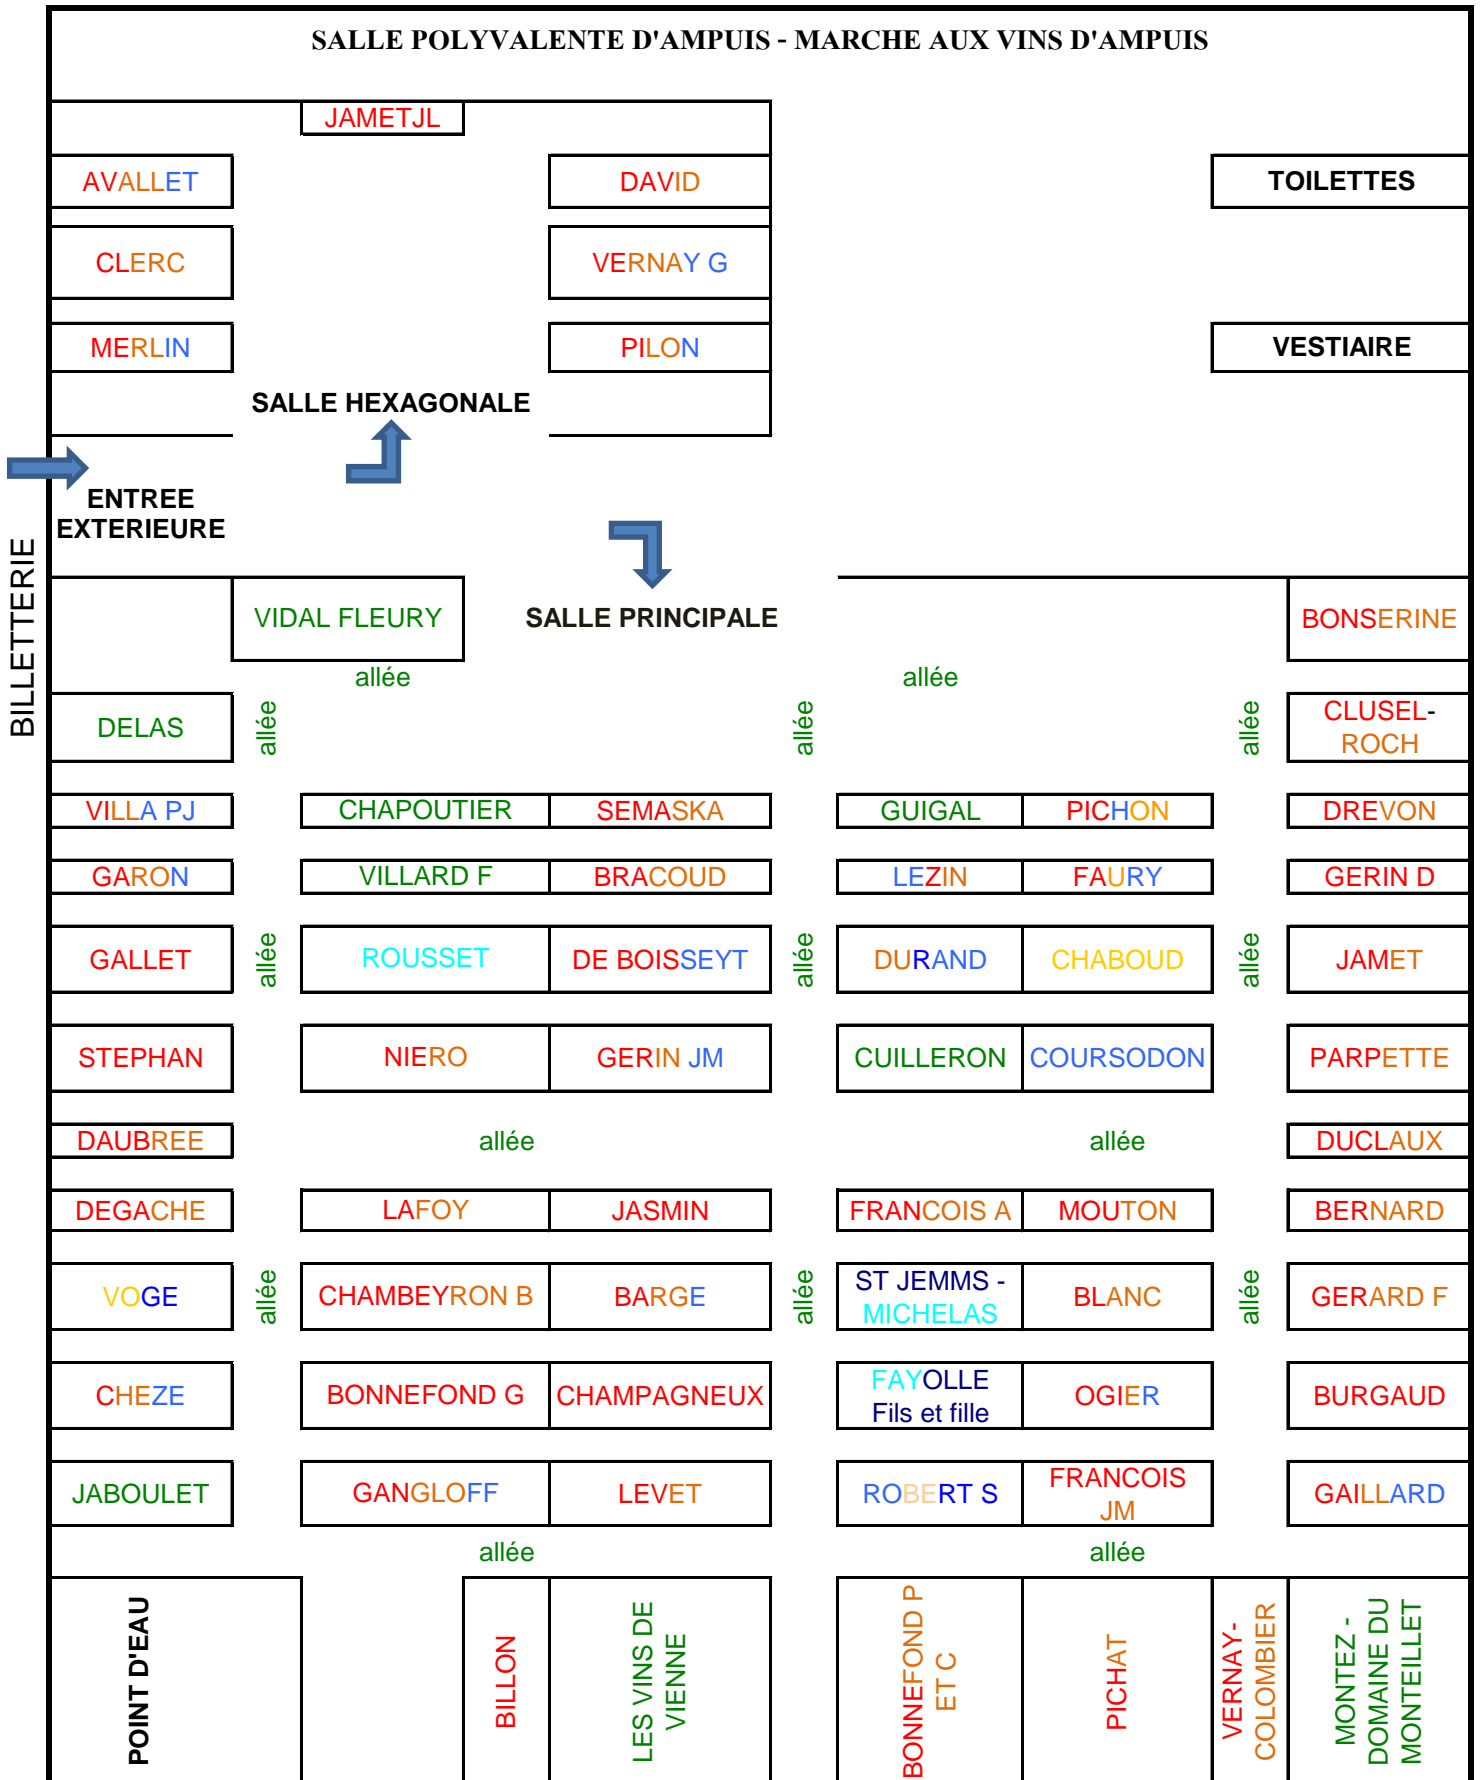 SALLE POLYVALENTE D'AMPUIS - MARCHE AUX VINS D'AMPUIS
JAMETJL
AVALLET
DAVID
TOILETTES
CLERC
VERNAY G
MERLIN
PILON
VESTIAIRE
SALLE HEXAGONALE
ENTREE
EXTERIEURE
BILLETTERIE
VIDAL FLEURY
SALLE PRINCIPALE
BONSERINE
allée
allée
DELAS
allée
allée
allée
CLUSEL-
ROCH
VILLA PJ
CHAPOUTIER
SEMASKA
GUIGAL
PICHON
DREVON
GARON
VILLARD F
BRACOUD
LEZIN
FAURY
GERIN D
GALLET
allée
ROUSSET
DE BOISSEYT
allée
DURAND
CHABOUD
allée
JAMET
STEPHAN
NIERO
GERIN JM
CUILLERON
COURSODON
PARPETTE
DAUBREE
allée
allée
DUCLAUX
DEGACHE
LAFOY
JASMIN
FRANCOIS A
MOUTON
BERNARD
VOGE
allée
CHAMBEYRON B
BARGE
allée
ST JEMMS -
MICHELAS
BLANC
allée
GERARD F
CHEZE
BONNEFOND G
CHAMPAGNEUX
FAYOLLE
Fils et fille
OGIER
BURGAUD
JABOULET
GANGLOFF
LEVET
ROBERT S
FRANCOIS
JM
GAILLARD
allée
allée
POINT D'EAU
BILLON
LES VINS DE
VIENNE
BONNEFOND P
ET C
PICHAT
VERNAY-
COLOMBIER
MONTEZ -
DOMAINE DU
MONTEILLET